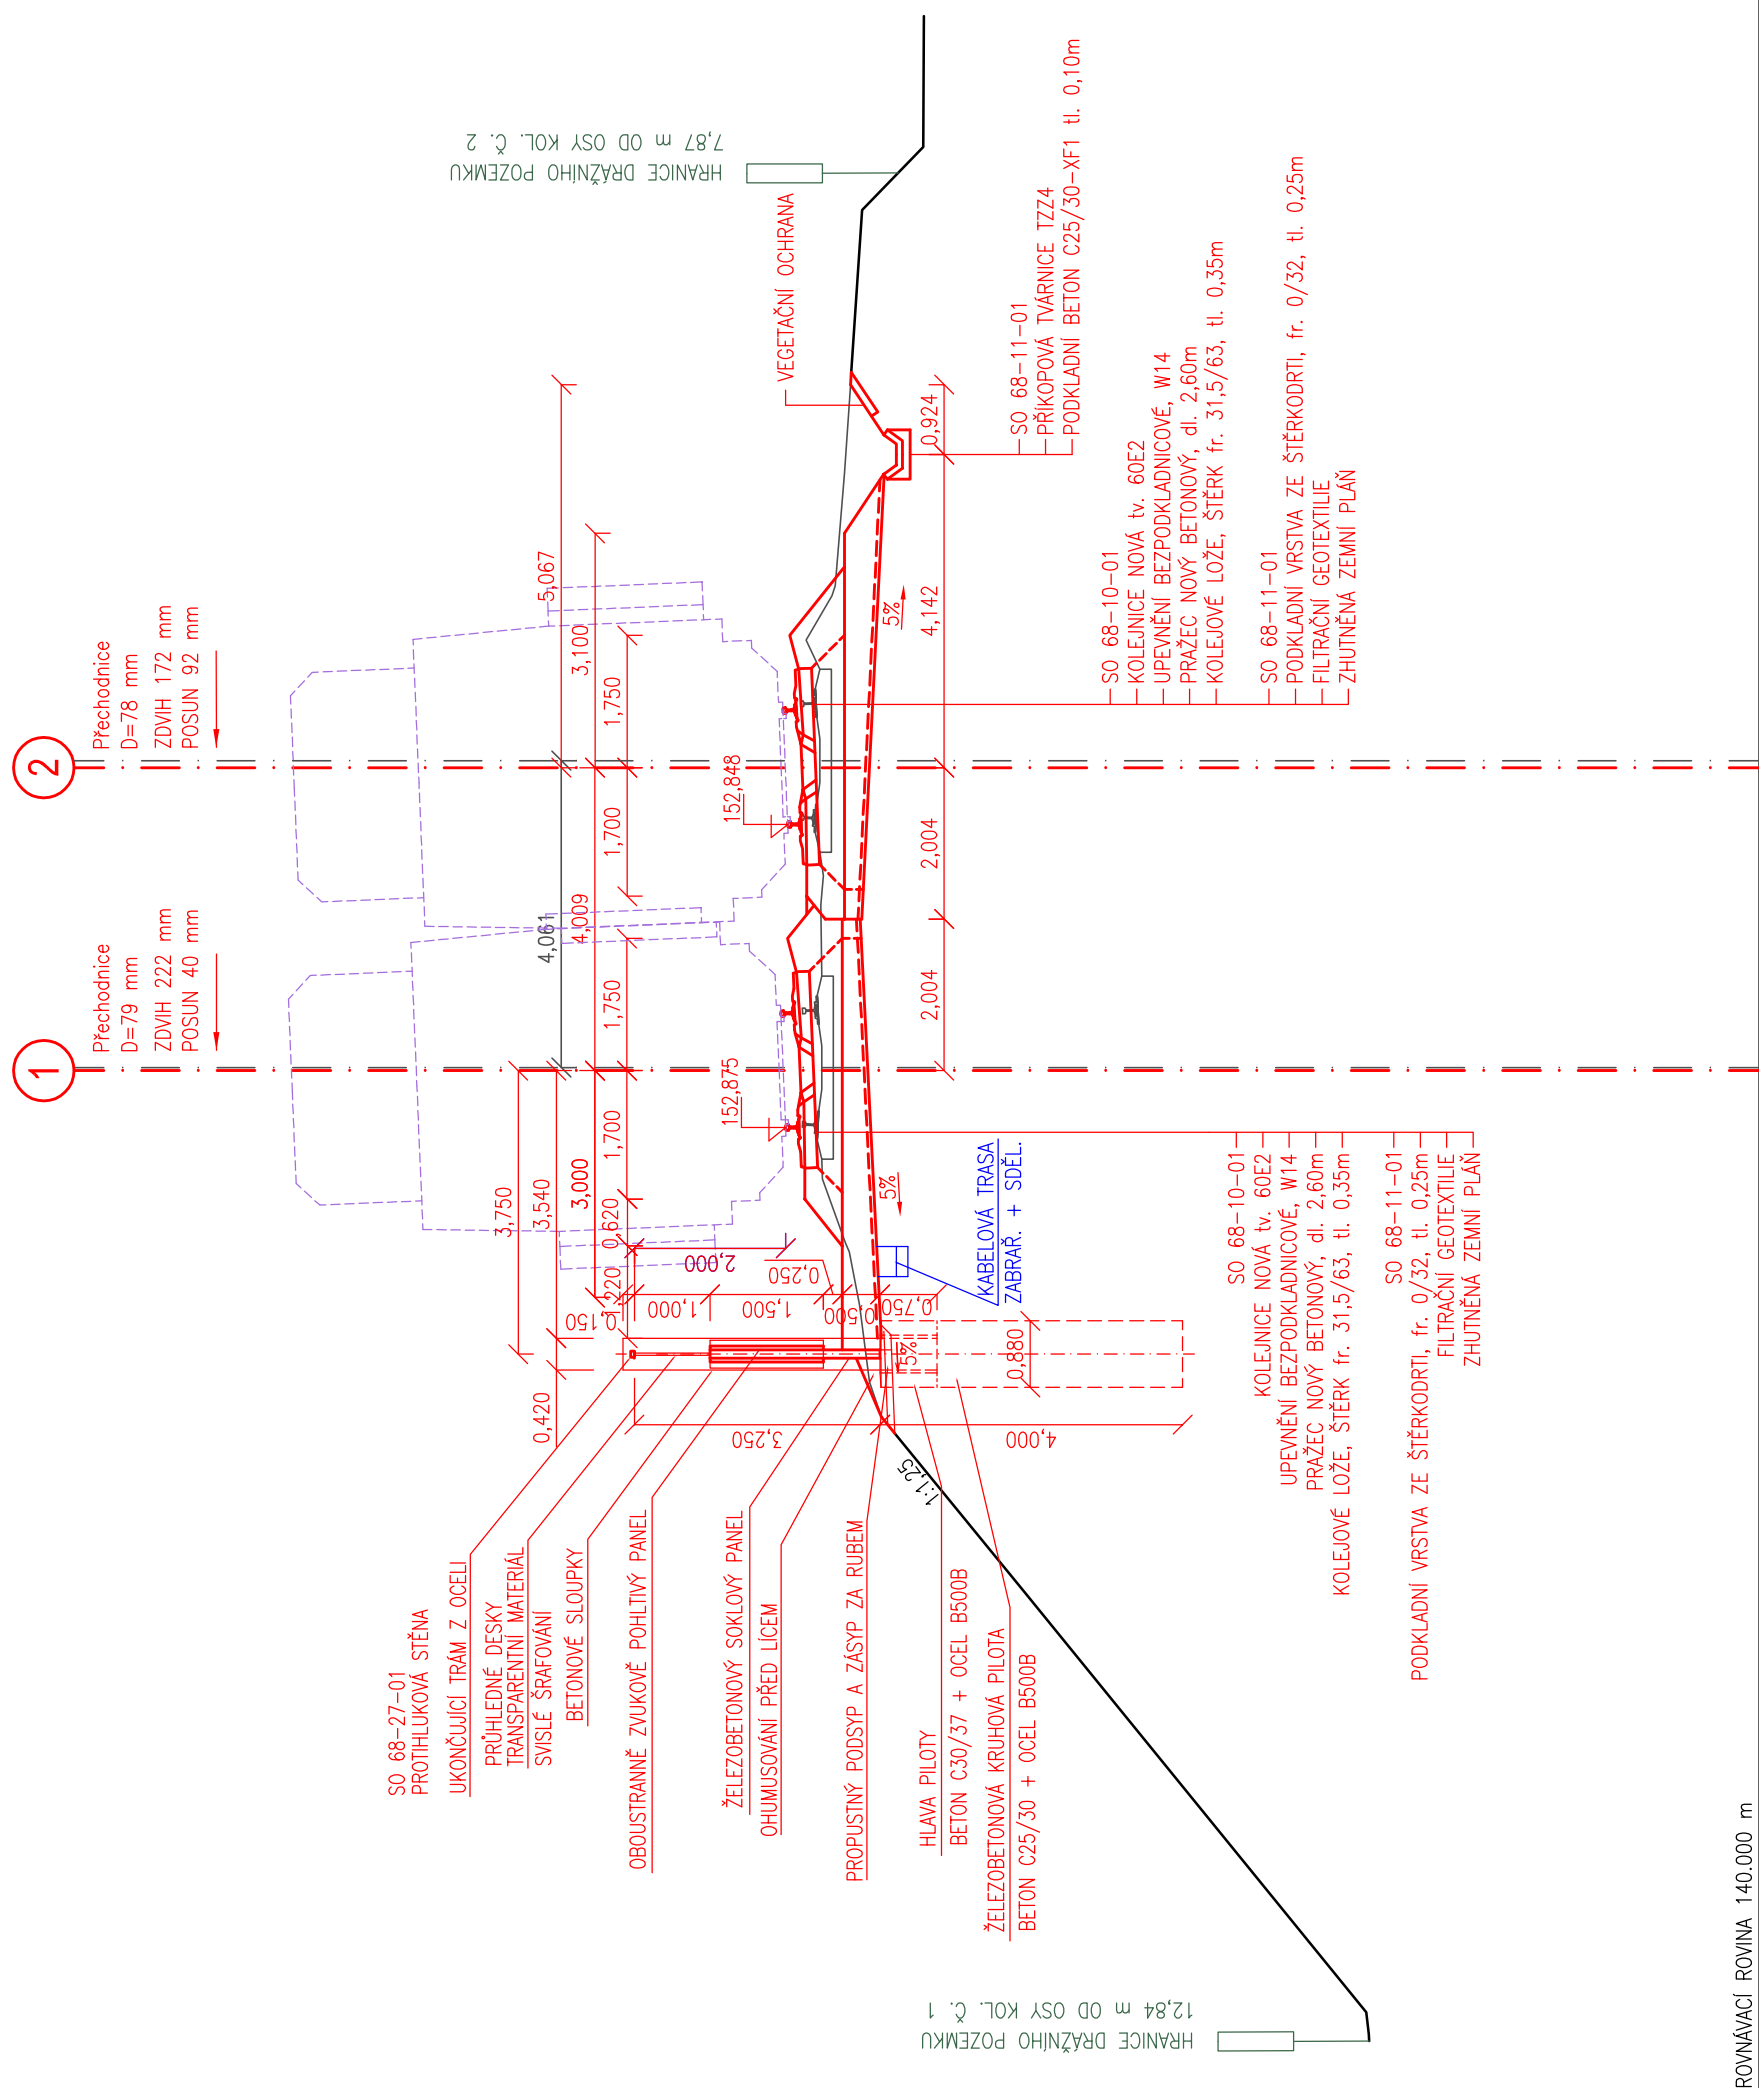 1
Přechodnice
D=79 mm
ZDVIH 222 mm
POSUN 40 mm
2
Přechodnice
D=78 mm
ZDVIH 172 mm
POSUN 92 mm
HRANICE DRÁŽNÍHO POZEMKU
7,87 m OD OSY KOL. Č. 2
HRANICE DRÁŽNÍHO POZEMKU
12,84 m OD OSY KOL. Č. 1
3,750
3,540
0,420
4,061
5,067
3,000
4,009
3,100
1,220
0,620
1,700
1,750
1,700
1,750
0,150
1,000
1,500
0,250
0,500
0,750
2,000
3,250
4,000
0,880
152,875
152,848
5%
5%
5%
2,004
2,004
4,142
0,924
1:1,25
VEGETAČNÍ OCHRANA
SO 68-27-01
PROTIHLUKOVÁ STĚNA
UKONČUJÍCÍ TRÁM Z OCELI
PRŮHLEDNÉ DESKY
TRANSPARENTNÍ MATERIÁL
SVISLÉ ŠRAFOVÁNÍ
BETONOVÉ SLOUPKY
OBOUSTRANNĚ ZVUKOVĚ POHLTIVÝ PANEL
ŽELEZOBETONOVÝ SOKLOVÝ PANEL
OHUMUSOVÁNÍ PŘED LÍCEM
PROPUSTNÝ PODSYP A ZÁSYP ZA RUBEM
HLAVA PILOTY
BETON C30/37 + OCEL B500B
ŽELEZOBETONOVÁ KRUHOVÁ PILOTA
BETON C25/30 + OCEL B500B
KABELOVÁ TRASA
ZABRAŘ. + SDĚL.
SO 68-10-01
KOLEJNICE NOVÁ tv. 60E2
UPEVNĚNÍ BEZPODKLADNICOVÉ, W14
PRAŽEC NOVÝ BETONOVÝ, dl. 2,60m
KOLEJOVÉ LOŽE, ŠTĚRK fr. 31,5/63, tl. 0,35m
SO 68-11-01
PODKLADNÍ VRSTVA ZE ŠTĚRKODRTI, fr. 0/32, tl. 0,25m
FILTRAČNÍ GEOTEXTILIE
ZHUTNĚNÁ ZEMNÍ PLÁŇ
SO 68-11-01
PŘÍKOPOVÁ TVÁRNICE TZZ4
PODKLADNÍ BETON C25/30-XF1 tl. 0,10m
SO 68-10-01
KOLEJNICE NOVÁ tv. 60E2
UPEVNĚNÍ BEZPODKLADNICOVÉ, W14
PRAŽEC NOVÝ BETONOVÝ, dl. 2,60m
KOLEJOVÉ LOŽE, ŠTĚRK fr. 31,5/63, tl. 0,35m
SO 68-11-01
PODKLADNÍ VRSTVA ZE ŠTĚRKODRTI, fr. 0/32, tl. 0,25m
FILTRAČNÍ GEOTEXTILIE
ZHUTNĚNÁ ZEMNÍ PLÁŇ
ROVNÁVACÍ ROVINA 140.000 m